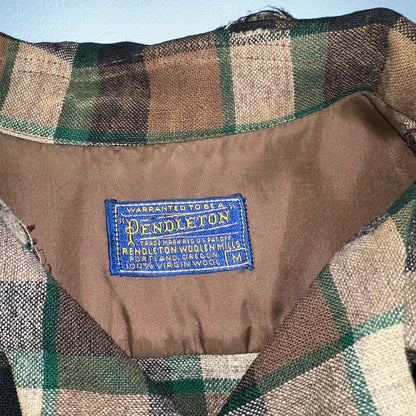 WARRANTED TO BE A
"PENDLETON"
TRADE MARK REG U.S. PAT. OFF.
PENDLETON WOOLEN MILLS
PORTLAND, OREGON
100% VIRGIN WOOL M